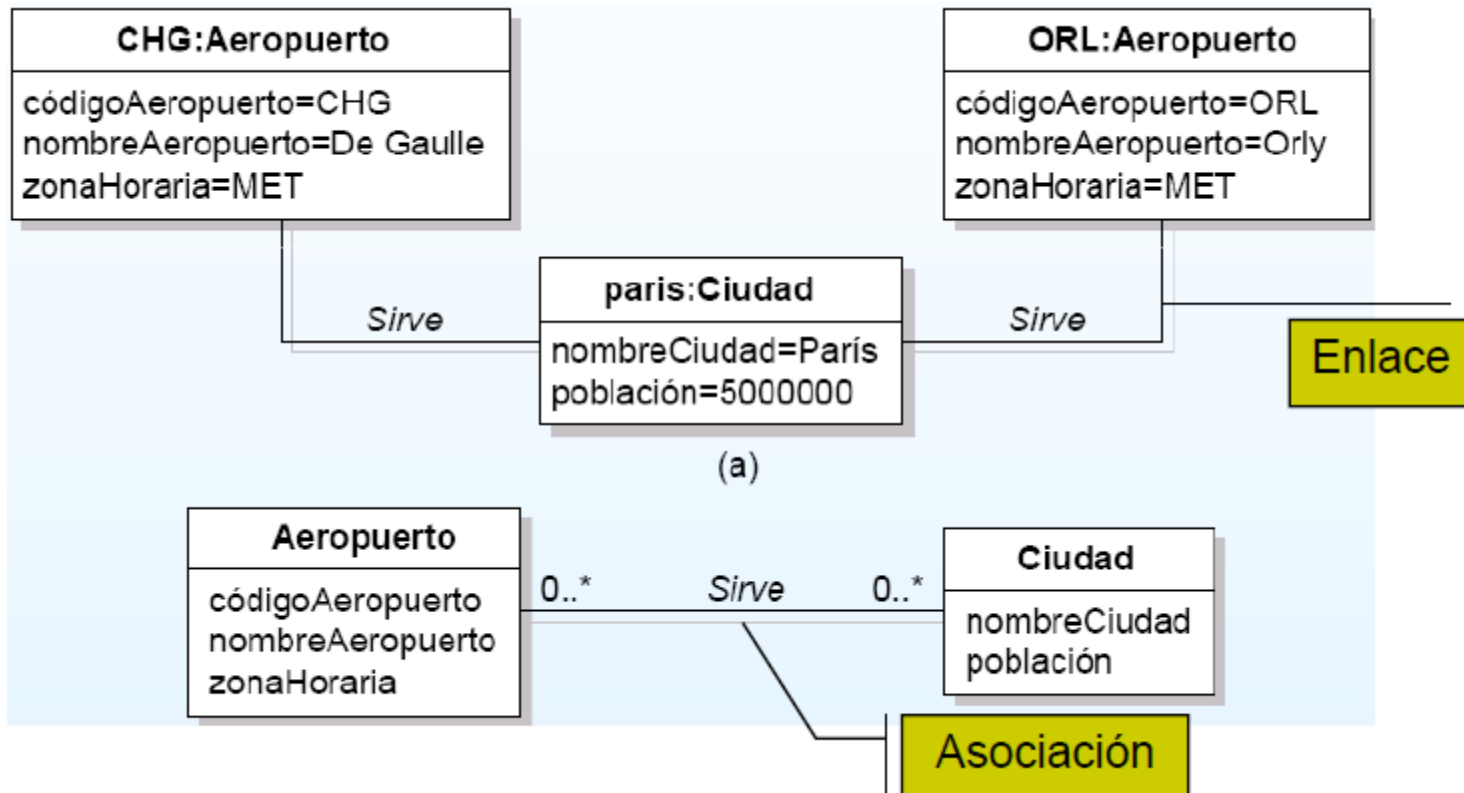 CHG:Aeropuerto
códigoAeropuerto=CHG
nombreAeropuerto=De Gaulle
zonaHoraria=MET
ORL:Aeropuerto
códigoAeropuerto=ORL
nombreAeropuerto=Orly
zonaHoraria=MET
Sirve
paris:Ciudad
nombreCiudad=París
población=5000000
Sirve
Enlace
(a)
Aeropuerto
códigoAeropuerto
nombreAeropuerto
zonaHoraria
0..* Sirve 0..*
Ciudad
nombreCiudad
población
Asociación